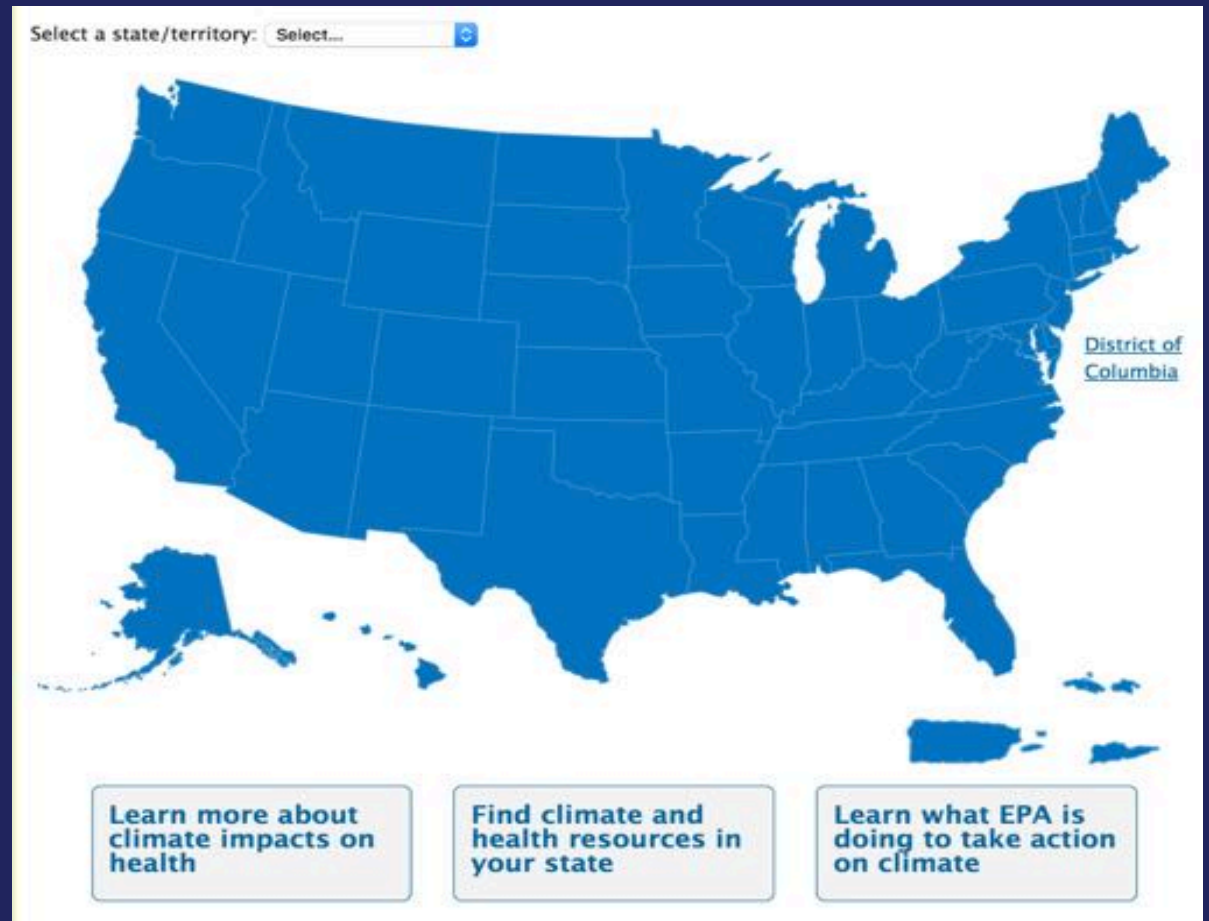 Select a state/territory: Select...
District of
Columbia
Learn more about
climate impacts on
health
Find climate and
health resources in
your state
Learn what EPA is
doing to take action
on climate